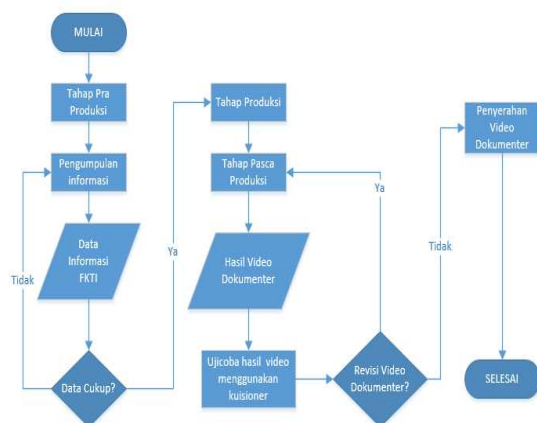 MULAI
Tahap Pra
Produksi
Pengumpulan
informasi
Data
Informasi
FKTI
Tidak
Data Cukup?
Ya
Tahap Produksi
Tahap Pasca
Produksi
Hasil Video
Dokumenter
Ujicoba hasil video
menggunakan
kuisioner
Revisi Video
Dokumenter?
Ya
Tidak
Penyerahan
Video
Dokumenter
SELESAI